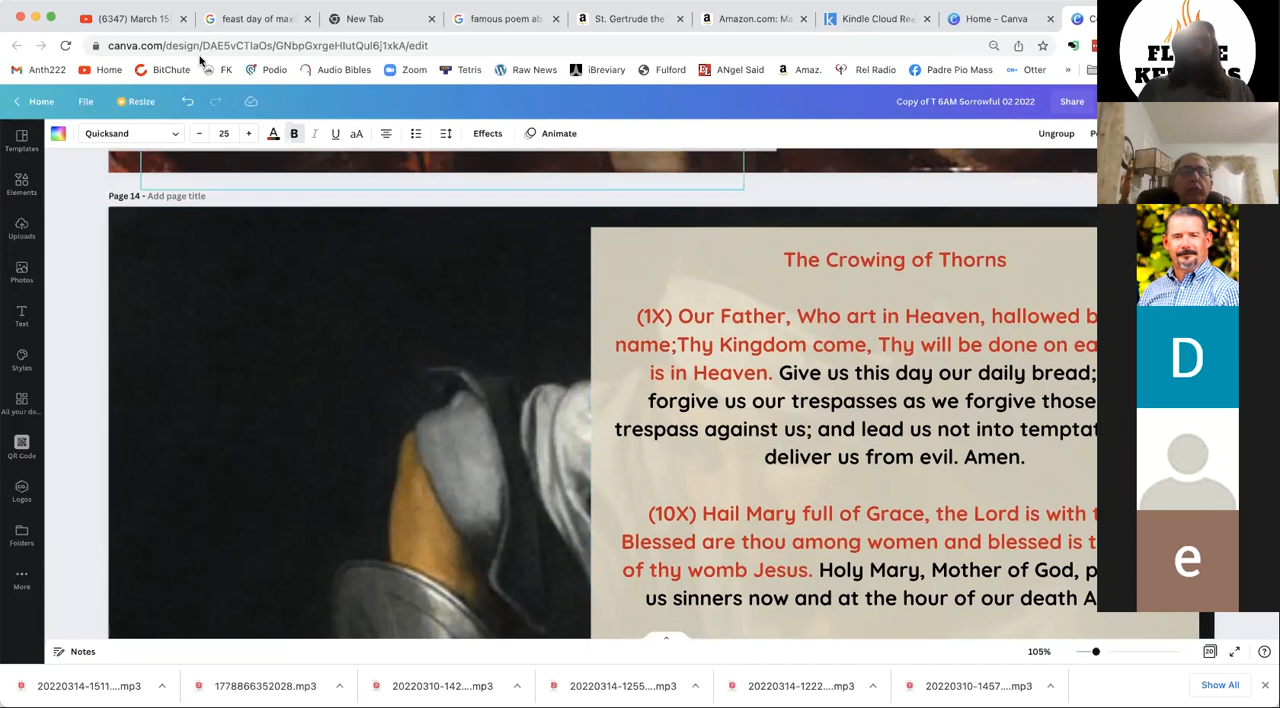 (6347) March 15
feast day of maxi
New Tab
famous poem ab
St. Gertrude the
Amazon.com: Ma
Kindle Cloud Rea
Home - Canva
canva.com/design/DAE5vCTIaOs/GNbpGxrgeHIutQuI6j1xkA/edit
Anth222
Home
BitChute
FK
Podio
Audio Bibles
Zoom
Tetris
Raw News
iBreviary
Fulford
ANgel Said
Amaz.
Rel Radio
Padre Pio Mass
Otter
»
Home
File
Resize
Copy of T 6AM Sorrowful 02 2022
Share
Quicksand
− 25 +
A
B
I
U
aA
Effects
Animate
Ungroup
Templates
Elements
Uploads
Photos
Text
Styles
All your de...
QR Code
Logos
Folders
More
Page 14 - Add page title
The Crowing of Thorns
(1X) Our Father, Who art in Heaven, hallowed b
name;Thy Kingdom come, Thy will be done on ea
is in Heaven. Give us this day our daily bread;
forgive us our trespasses as we forgive those
trespass against us; and lead us not into temptat
deliver us from evil. Amen.
(10X) Hail Mary full of Grace, the Lord is with t
Blessed are thou among women and blessed is t
of thy womb Jesus. Holy Mary, Mother of God, p
us sinners now and at the hour of our death A
D
e
Notes
105%
20
20220314-1511....mp3
1778866352028.mp3
20220310-142....mp3
20220314-1255....mp3
20220314-1222....mp3
20220310-1457....mp3
Show All